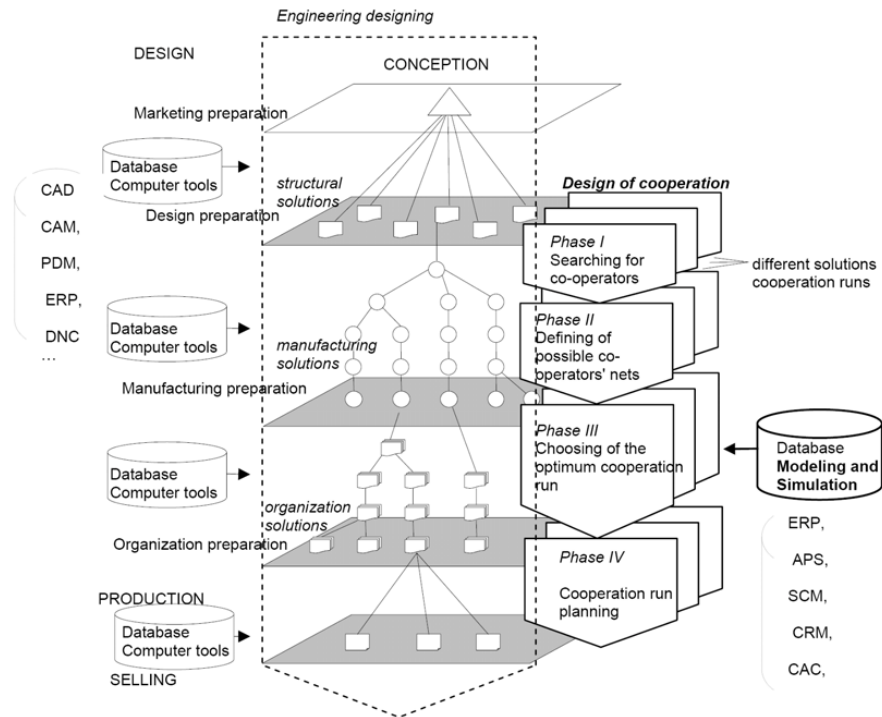 Engineering designing
DESIGN
CONCEPTION
Marketing preparation
Database
Computer tools
structural
solutions
Design of cooperation
CAD
CAM,
PDM,
ERP,
DNC
...
Design preparation
Phase I
Searching for
co-operators
different solutions
cooperation runs
Database
Computer tools
manufacturing
solutions
Phase II
Defining of
possible co-
operators' nets
Manufacturing preparation
Phase III
Choosing of the
optimum cooperation
run
Database
Modeling and
Simulation
Database
Computer tools
organization
solutions
Organization preparation
ERP,
APS,
SCM,
CRM,
CAC,
Phase IV
Cooperation run
planning
PRODUCTION
Database
Computer tools
SELLING